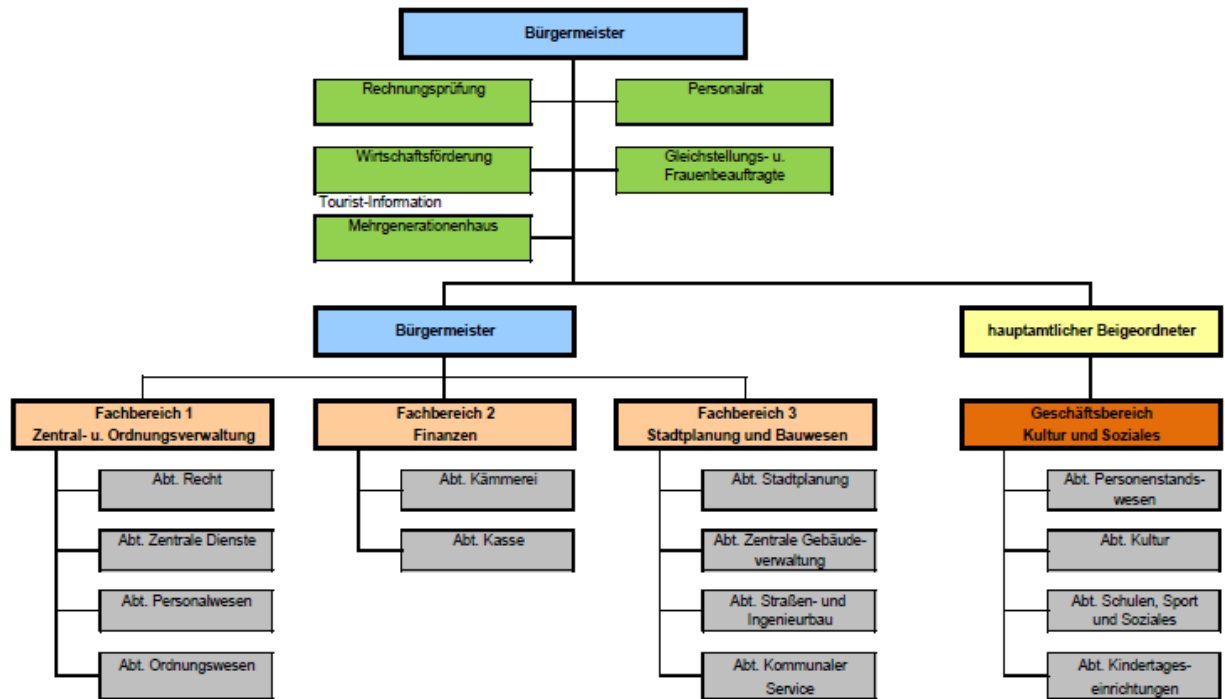 Bürgermeister
Rechnungsprüfung
Personalrat
Wirtschaftsförderung
Gleichstellungs- u.
Frauenbeauftragte
Tourist-Information
Mehrgenerationenhaus
Bürgermeister
hauptamtlicher Beigeordneter
Fachbereich 1
Zentral- u. Ordnungsverwaltung
Abt. Recht
Abt. Zentrale Dienste
Abt. Personalwesen
Abt. Ordnungswesen
Fachbereich 2
Finanzen
Abt. Kämmerei
Abt. Kasse
Fachbereich 3
Stadtplanung und Bauwesen
Abt. Stadtplanung
Abt. Zentrale Gebäude-
verwaltung
Abt. Straßen- und
Ingenieurbau
Abt. Kommunaler
Service
Geschäftsbereich
Kultur und Soziales
Abt. Personenstands-
wesen
Abt. Kultur
Abt. Schulen, Sport
und Soziales
Abt. Kindertages-
einrichtungen